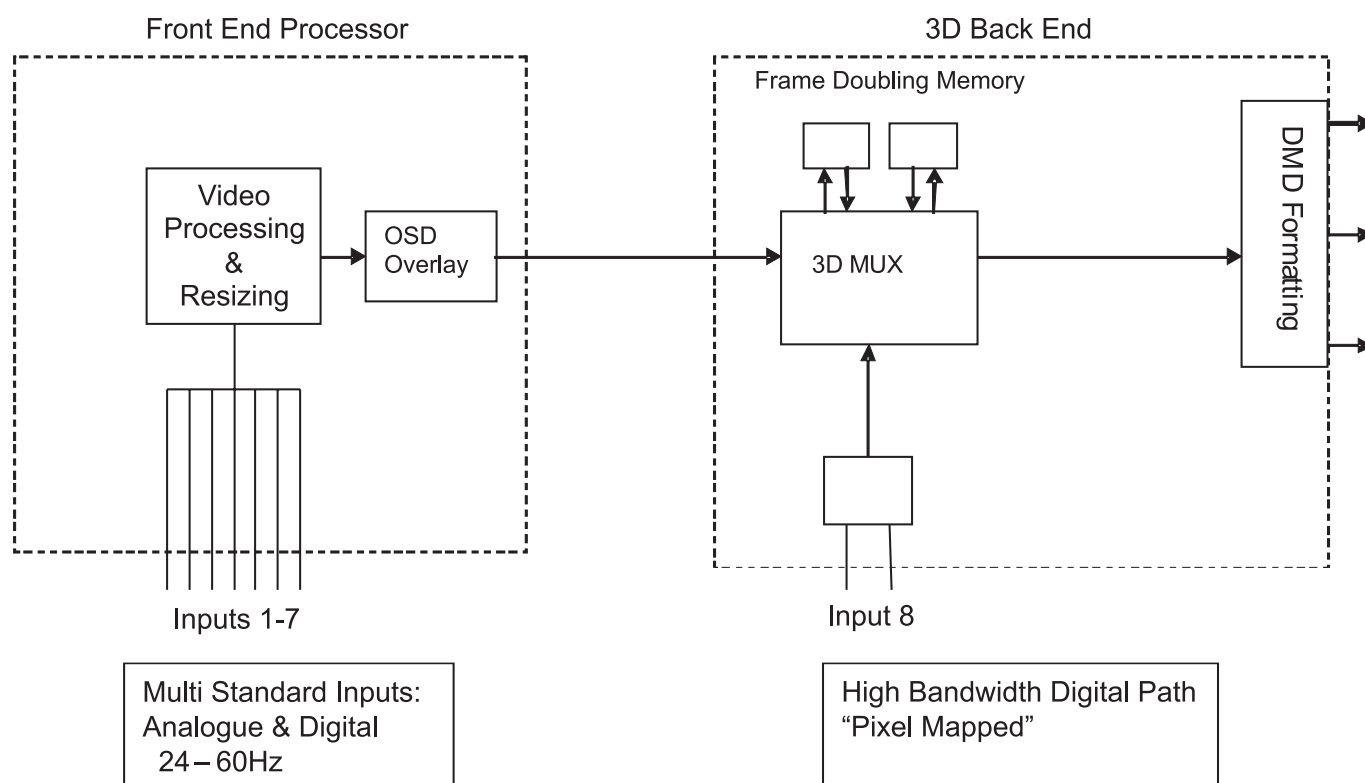 Front End Processor
3D Back End
Frame Doubling Memory
Video
Processing
&
Resizing
OSD
Overlay
3D MUX
DMD Formatting
Inputs 1-7
Input 8
Multi Standard Inputs:
Analogue & Digital
24–60Hz
High Bandwidth Digital Path
“Pixel Mapped”